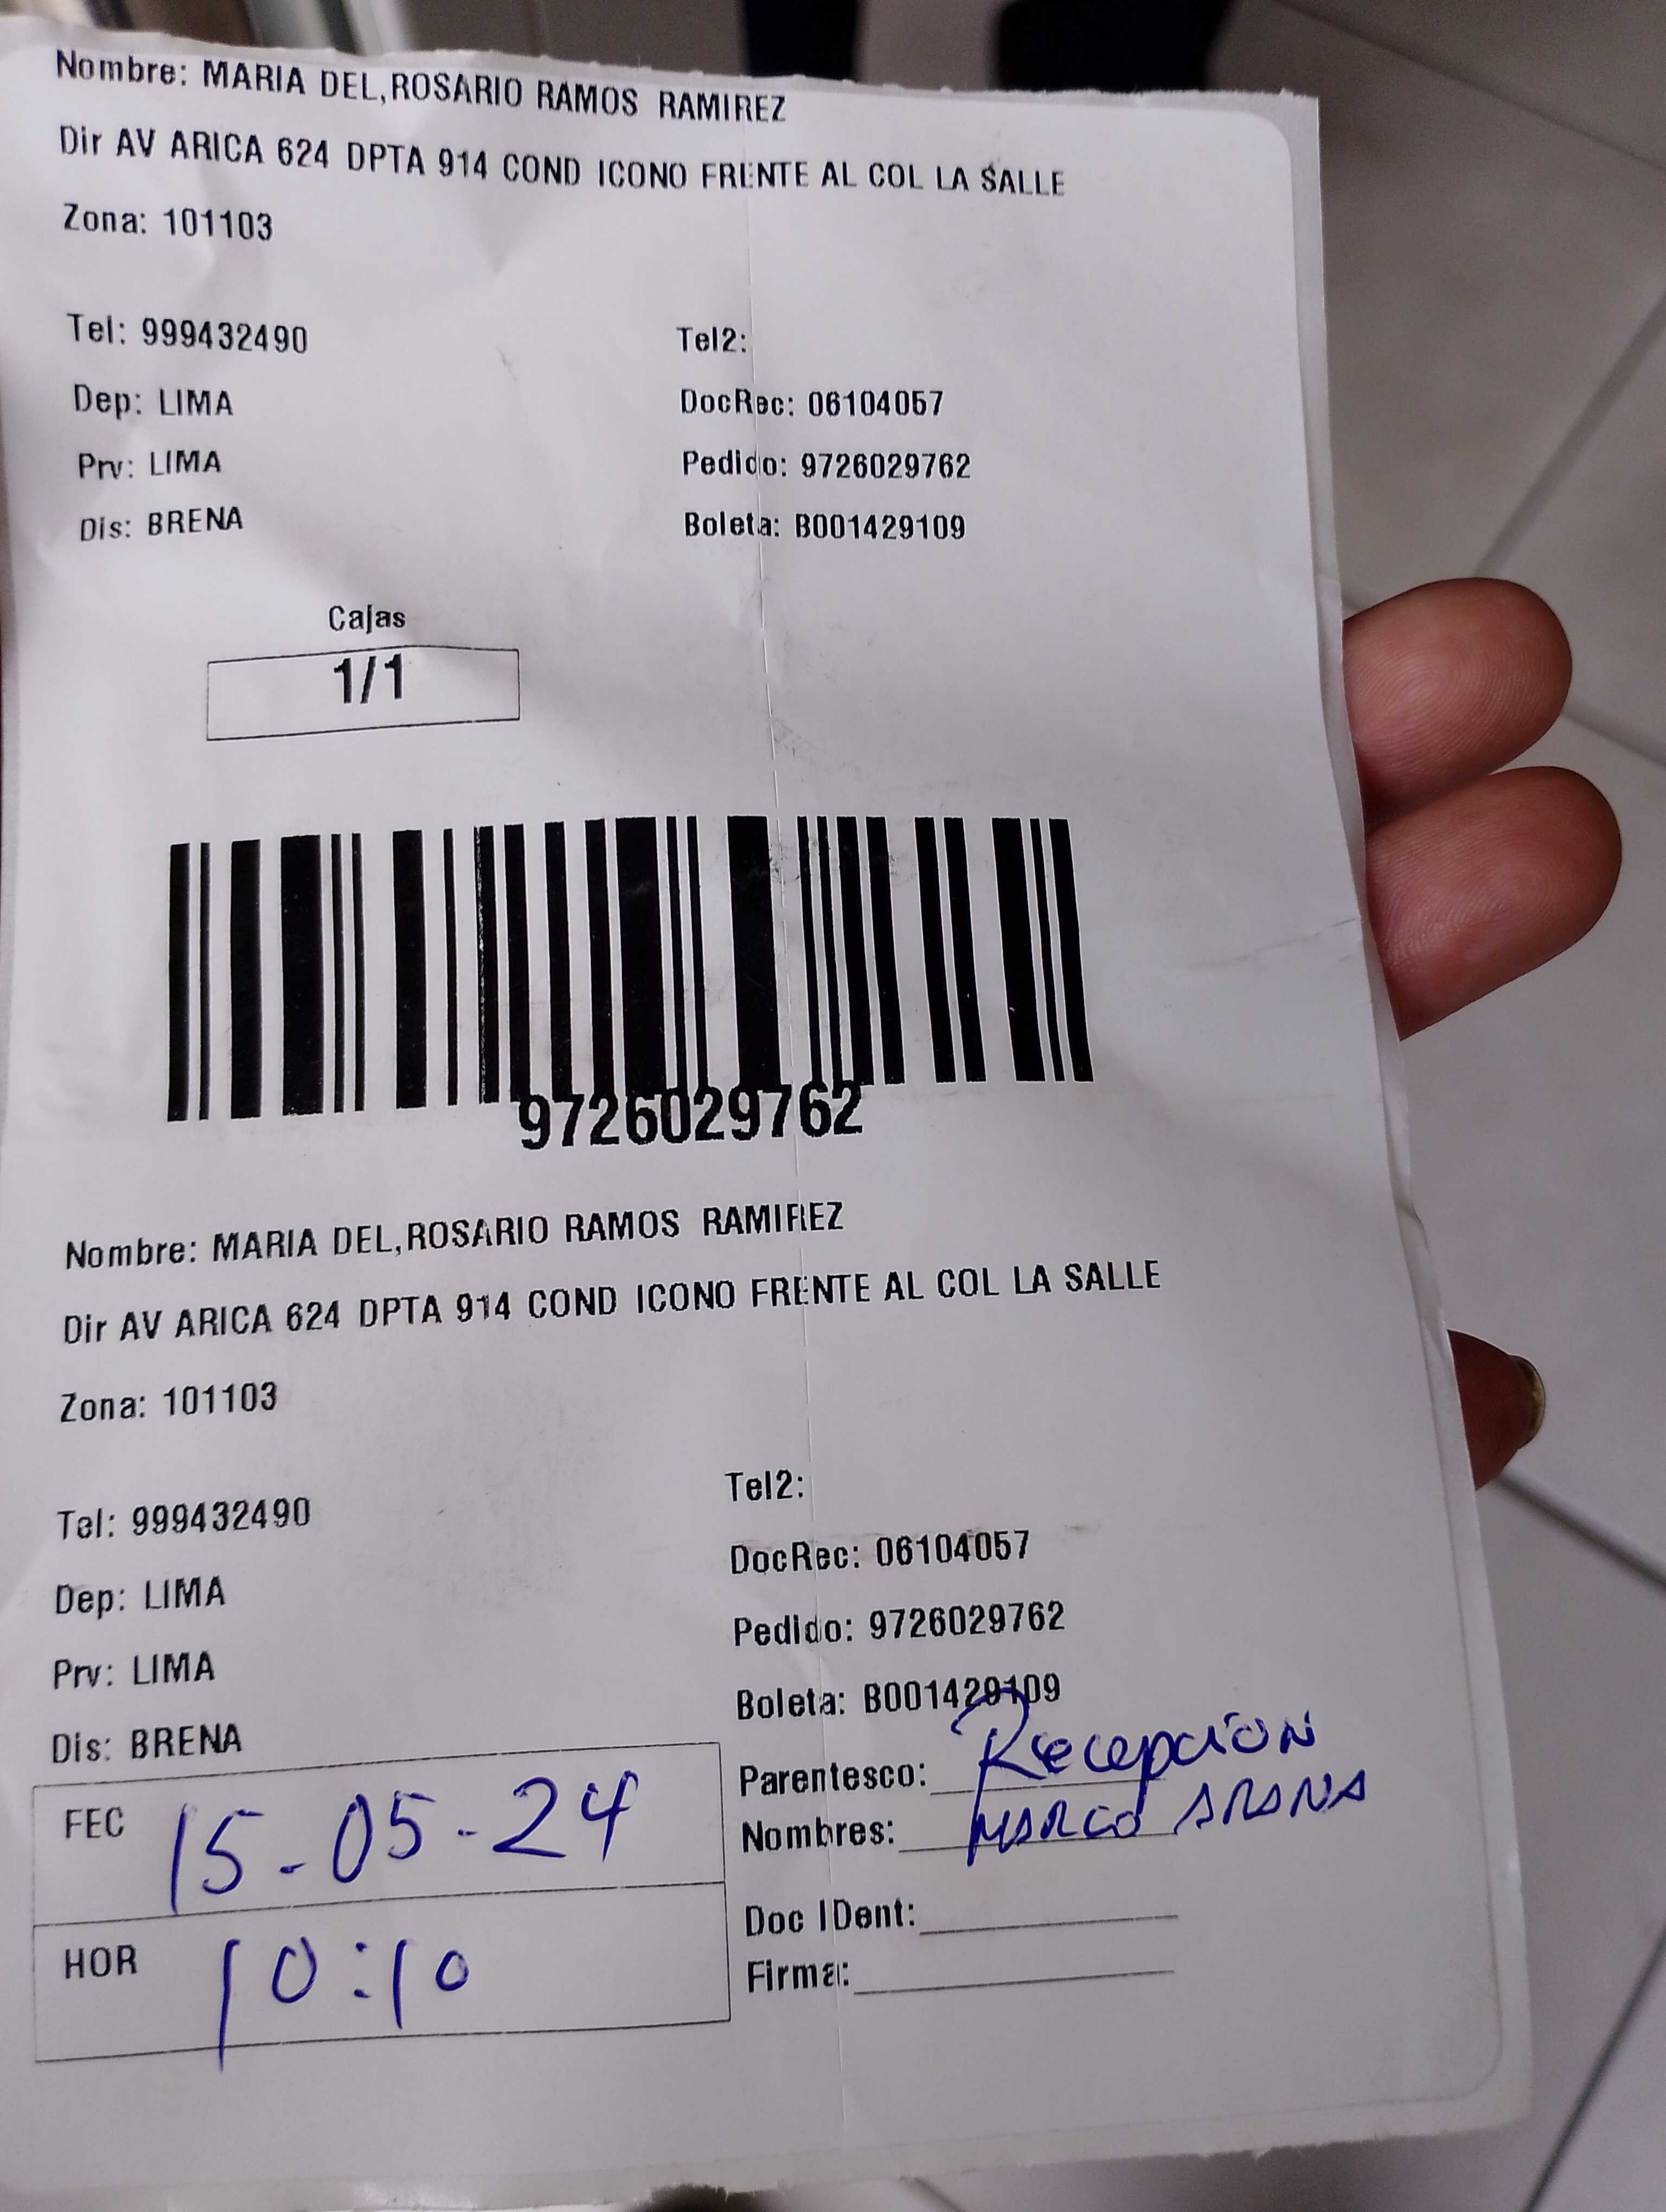 Nombre: MARIA DEL,ROSARIO RAMOS RAMIREZ
Dir AV ARICA 624 DPTA 914 COND ICONO FRENTE AL COL LA SALLE
Zona: 101103
Tel: 999432490
Tel2:
Dep: LIMA
DocRec: 06104057
Prv: LIMA
Pedido: 9726029762
Dis: BRENA
Boleta: B001429109
Cajas
1/1
9726029762
Nombre: MARIA DEL,ROSARIO RAMOS RAMIREZ
Dir AV ARICA 624 DPTA 914 COND ICONO FRENTE AL COL LA SALLE
Zona: 101103
Tel: 999432490
Tel2:
Dep: LIMA
DocRec: 06104057
Prv: LIMA
Pedido: 9726029762
Dis: BRENA
Boleta: B001429109
FEC 15-05-24
Parentesco: Recepción
Nombres: MARCO ARANA
HOR 10:10
Doc IDent:
Firma: